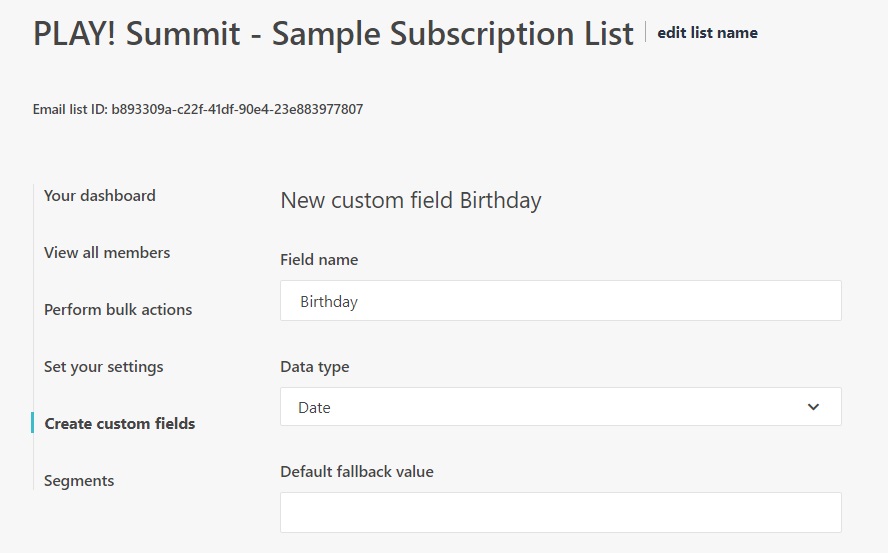 PLAY! Summit - Sample Subscription List edit list name
Email list ID: b893309a-c22f-41df-90e4-23e883977807
Your dashboard
View all members
Perform bulk actions
Set your settings
Create custom fields
Segments
New custom field Birthday
Field name
Birthday
Data type
Date
Default fallback value